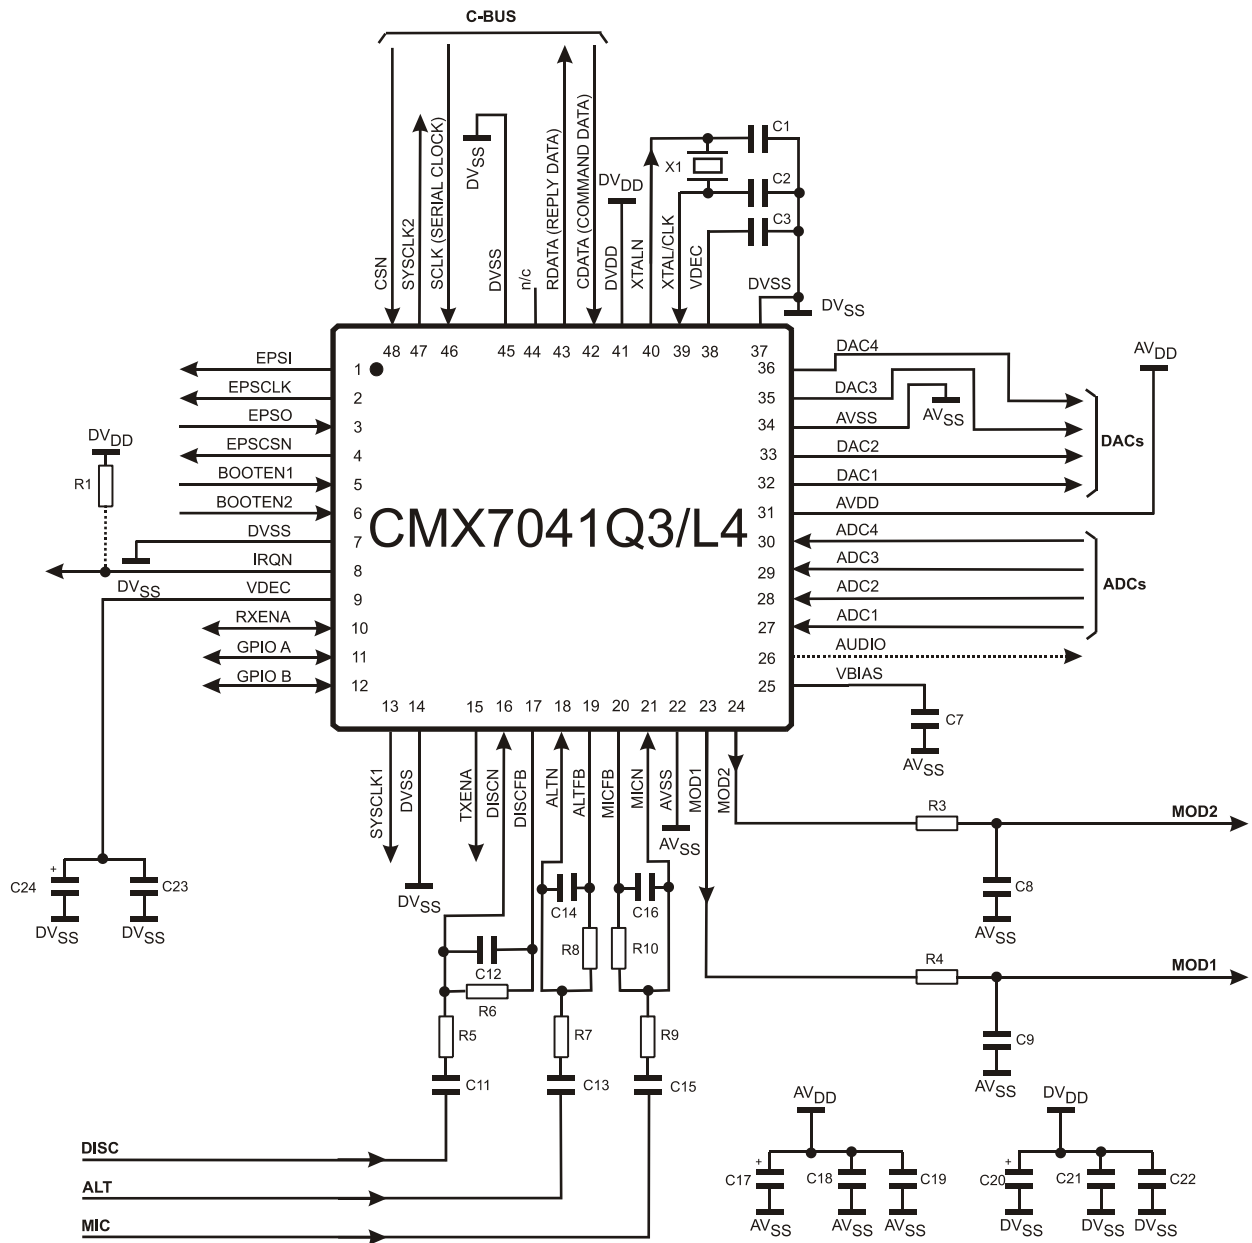 C-BUS
CSN
SYSCLK2
SCLK (SERIAL CLOCK)
DVSS
DVSS
n/c
RDATA (REPLY DATA)
CDATA (COMMAND DATA)
DVDD
DVDD
XTALN
XTAL/CLK
VDEC
DVSS
DVSS
X1
C1
C2
C3
48 47 46 45 44 43 42 41 40 39 38 37
EPSI 1
EPSCLK 2
EPSO 3
EPSCSN 4
BOOTEN1 5
BOOTEN2 6
DVSS 7
IRQN 8
VDEC 9
RXENA 10
GPIO A 11
GPIO B 12
DVDD
R1
DVSS
CMX7041Q3/L4
36 DAC4
35 DAC3
34 AVSS
33 DAC2
32 DAC1
31 AVDD
30 ADC4
29 ADC3
28 ADC2
27 ADC1
26 AUDIO
25 VBIAS
AVSS
AVDD
DACs
ADCs
C7
AVSS
13 14 15 16 17 18 19 20 21 22 23 24
SYSCLK1
DVSS
TXENA
DISCN
DISCFB
ALTN
ALTFB
MICFB
MICN
AVSS
MOD1
MOD2
AVSS
DVSS
R3
MOD2
C8
AVSS
R4
MOD1
C9
AVSS
+
C24
C23
DVSS
DVSS
C14
C16
R8
R10
C12
R6
R5
R7
R9
C11
C13
C15
DISC
ALT
MIC
AVDD
+
C17
C18
C19
AVSS
AVSS
AVSS
DVDD
+
C20
C21
C22
DVSS
DVSS
DVSS